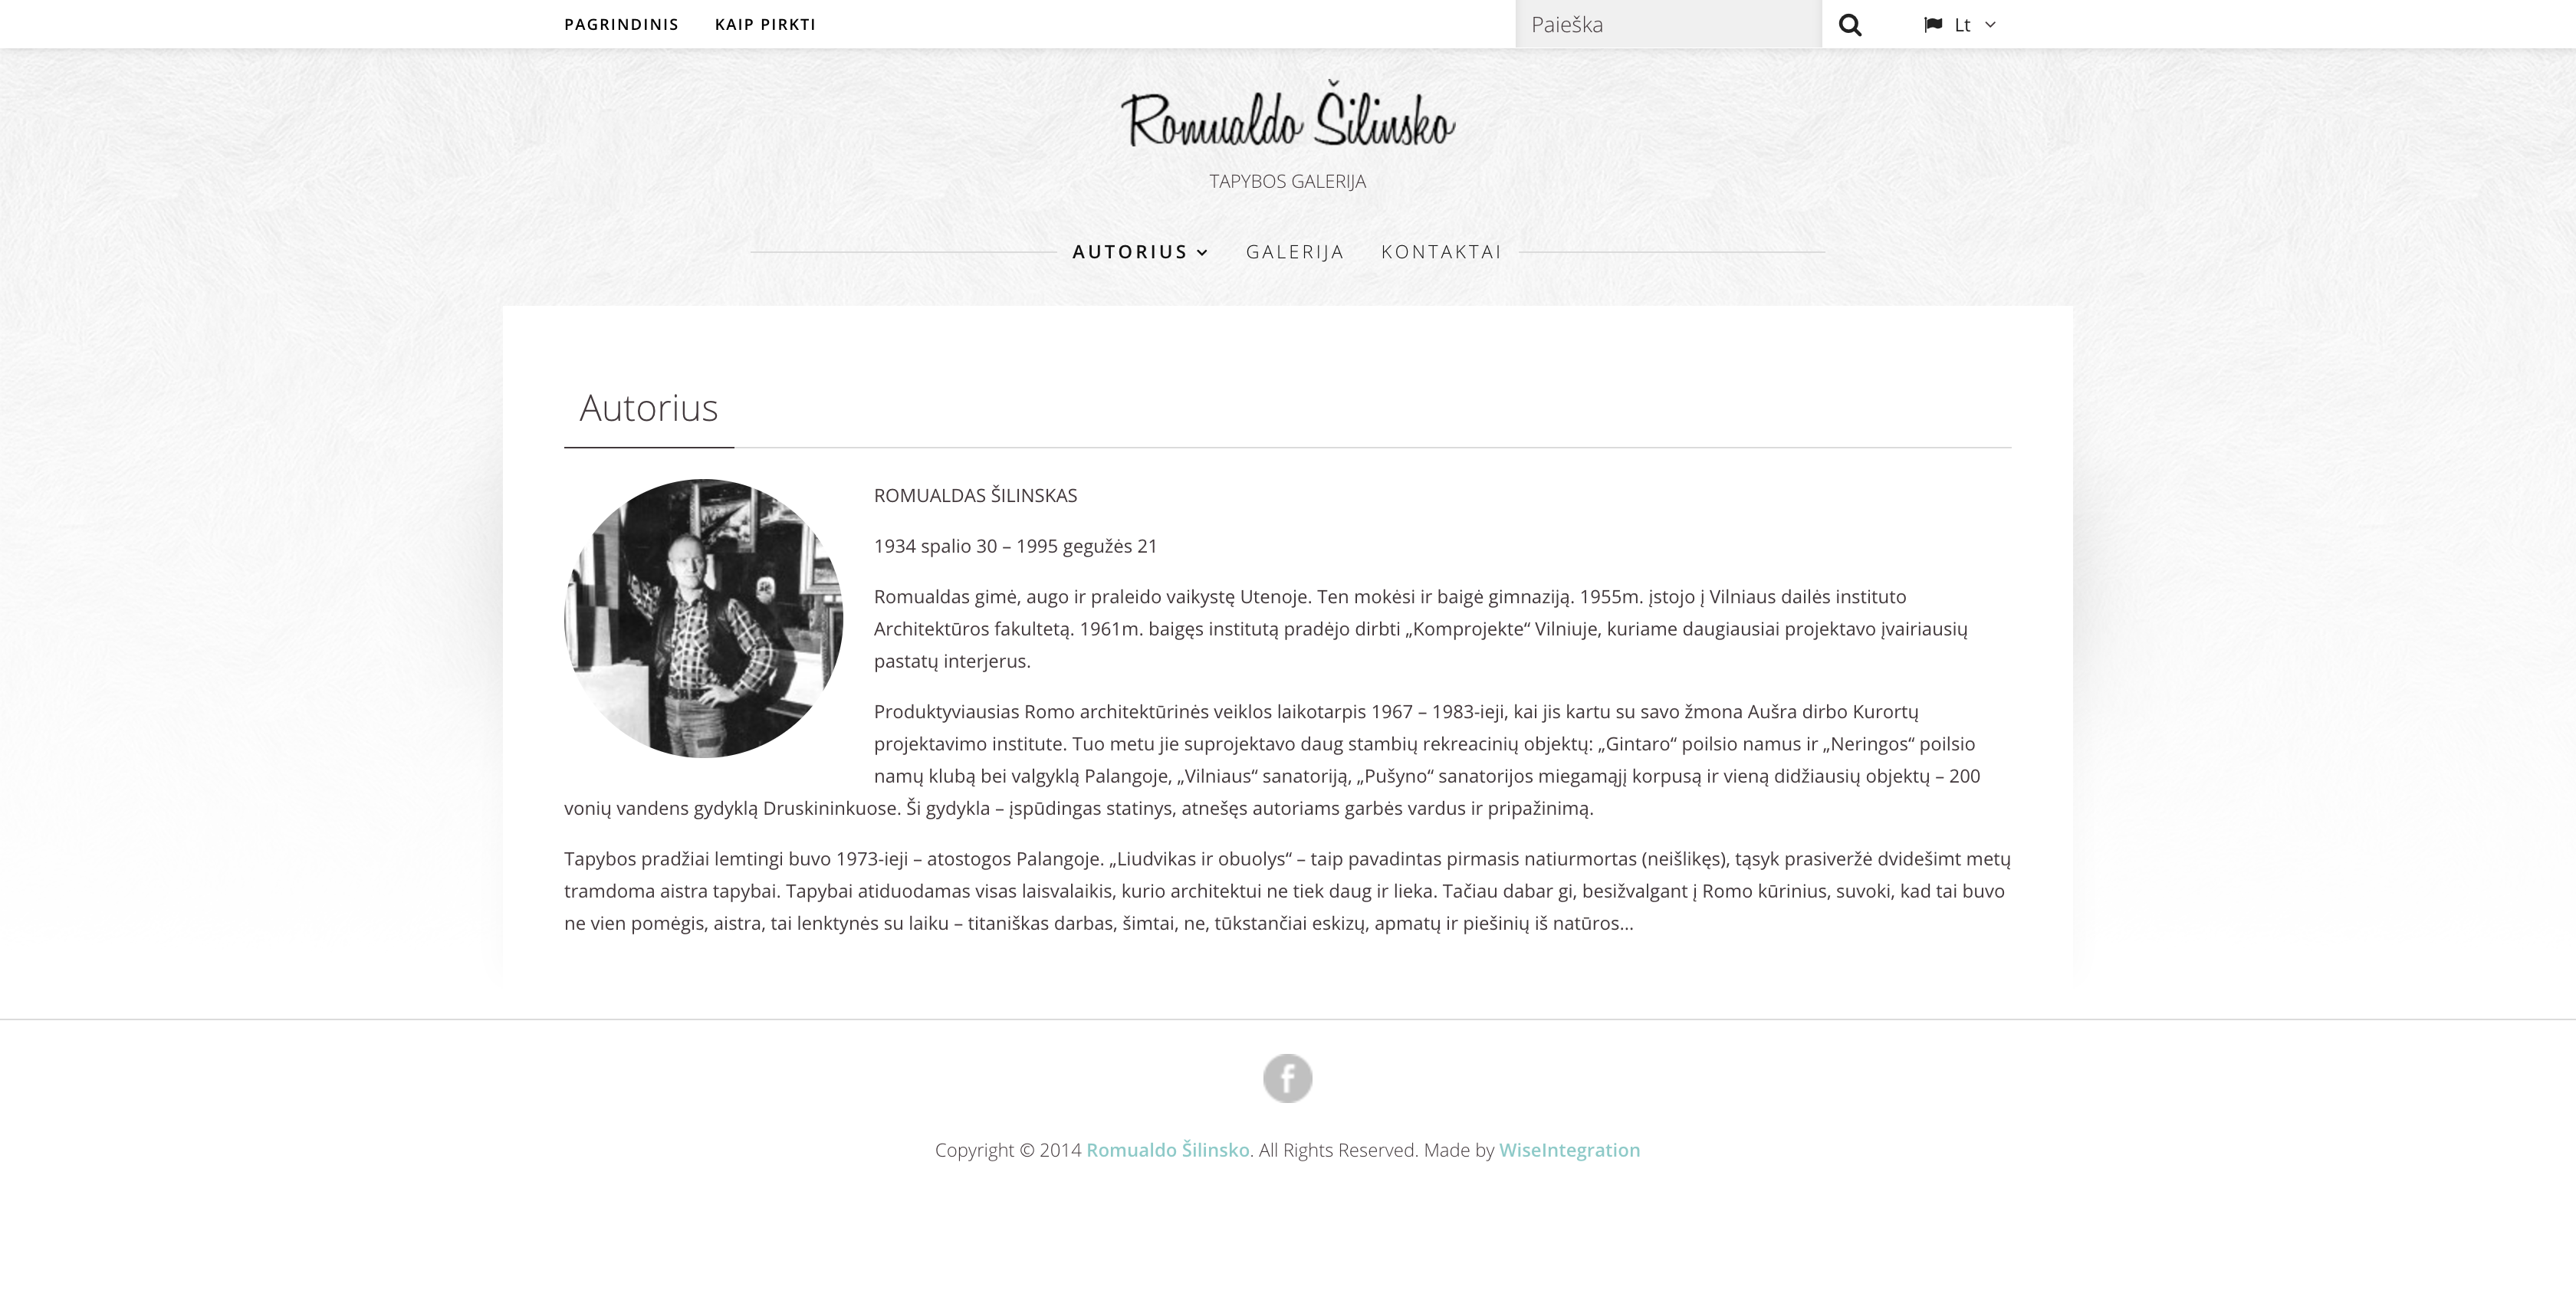 PAGRINDINIS KAIP PIRKTI Paieška Lt
Romualdo Šilinsko
TAPYBOS GALERIJA
AUTORIUS GALERIJA KONTAKTAI
Autorius
ROMUALDAS ŠILINSKAS
1934 spalio 30 – 1995 gegužės 21
Romualdas gimė, augo ir praleido vaikystę Utenoje. Ten mokėsi ir baigė gimnaziją. 1955m. įstojo į Vilniaus dailės instituto
Architektūros fakultetą. 1961m. baigęs institutą pradėjo dirbti „Komprojekte“ Vilniuje, kuriame daugiausiai projektavo įvairiausių
pastatų interjerus.
Produktyviausias Romo architektūrinės veiklos laikotarpis 1967 – 1983-ieji, kai jis kartu su savo žmona Aušra dirbo Kurortų
projektavimo institute. Tuo metu jie suprojektavo daug stambių rekreacinių objektų: „Gintaro“ poilsio namus ir „Neringos“ poilsio
namų klubą bei valgyklą Palangoje, „Vilniaus“ sanatoriją, „Pušyno“ sanatorijos miegamąjį korpusą ir vieną didžiausių objektų – 200
vonių vandens gydyklą Druskininkuose. Ši gydykla – įspūdingas statinys, atnešęs autoriams garbės vardus ir pripažinimą.
Tapybos pradžiai lemtingi buvo 1973-ieji – atostogos Palangoje. „Liudvikas ir obuolys“ – taip pavadintas pirmasis natiurmortas (neišlikęs), tąsyk prasiveržė dvidešimt metų
tramdoma aistra tapybai. Tapybai atiduodamas visas laisvalaikis, kurio architektui ne tiek daug ir lieka. Tačiau dabar gi, besižvalgant į Romo kūrinius, suvoki, kad tai buvo
ne vien pomėgis, aistra, tai lenktynės su laiku – titaniškas darbas, šimtai, ne, tūkstančiai eskizų, apmatų ir piešinių iš natūros...
f
Copyright © 2014 Romualdo Šilinsko. All Rights Reserved. Made by WiseIntegration